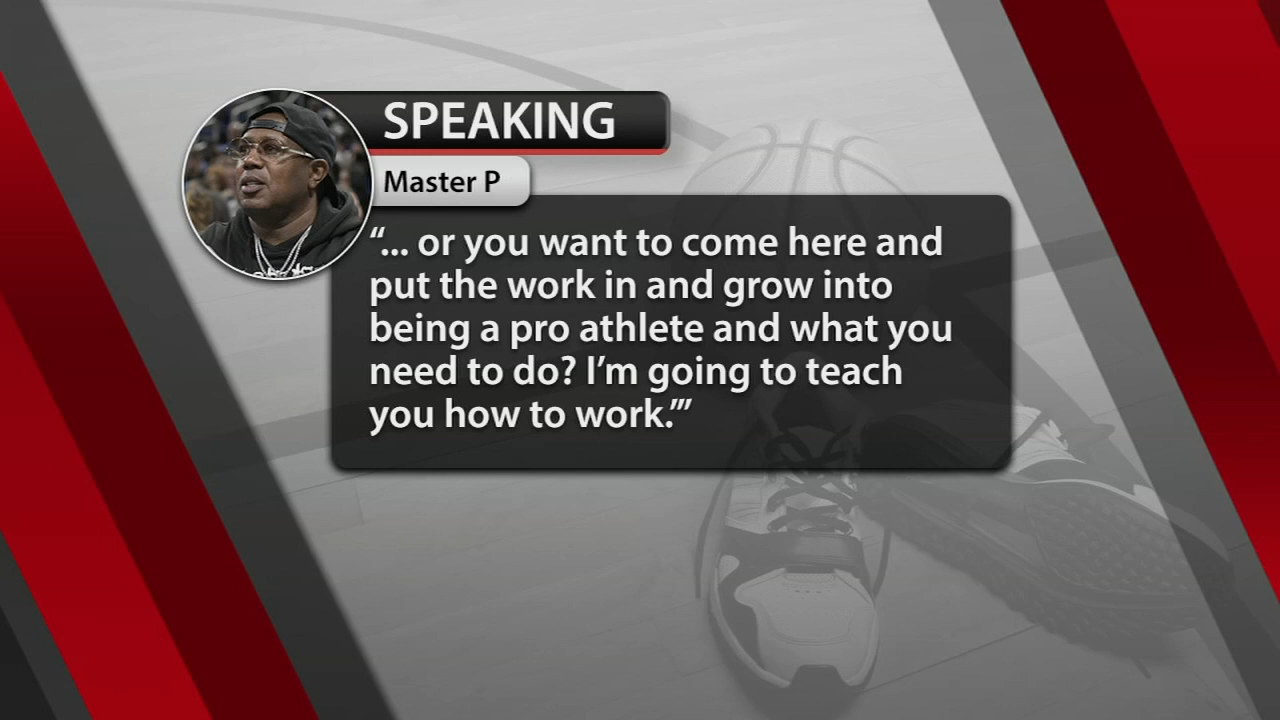 SPEAKING
Master P
“... or you want to come here and
put the work in and grow into
being a pro athlete and what you
need to do? I’m going to teach
you how to work.’”